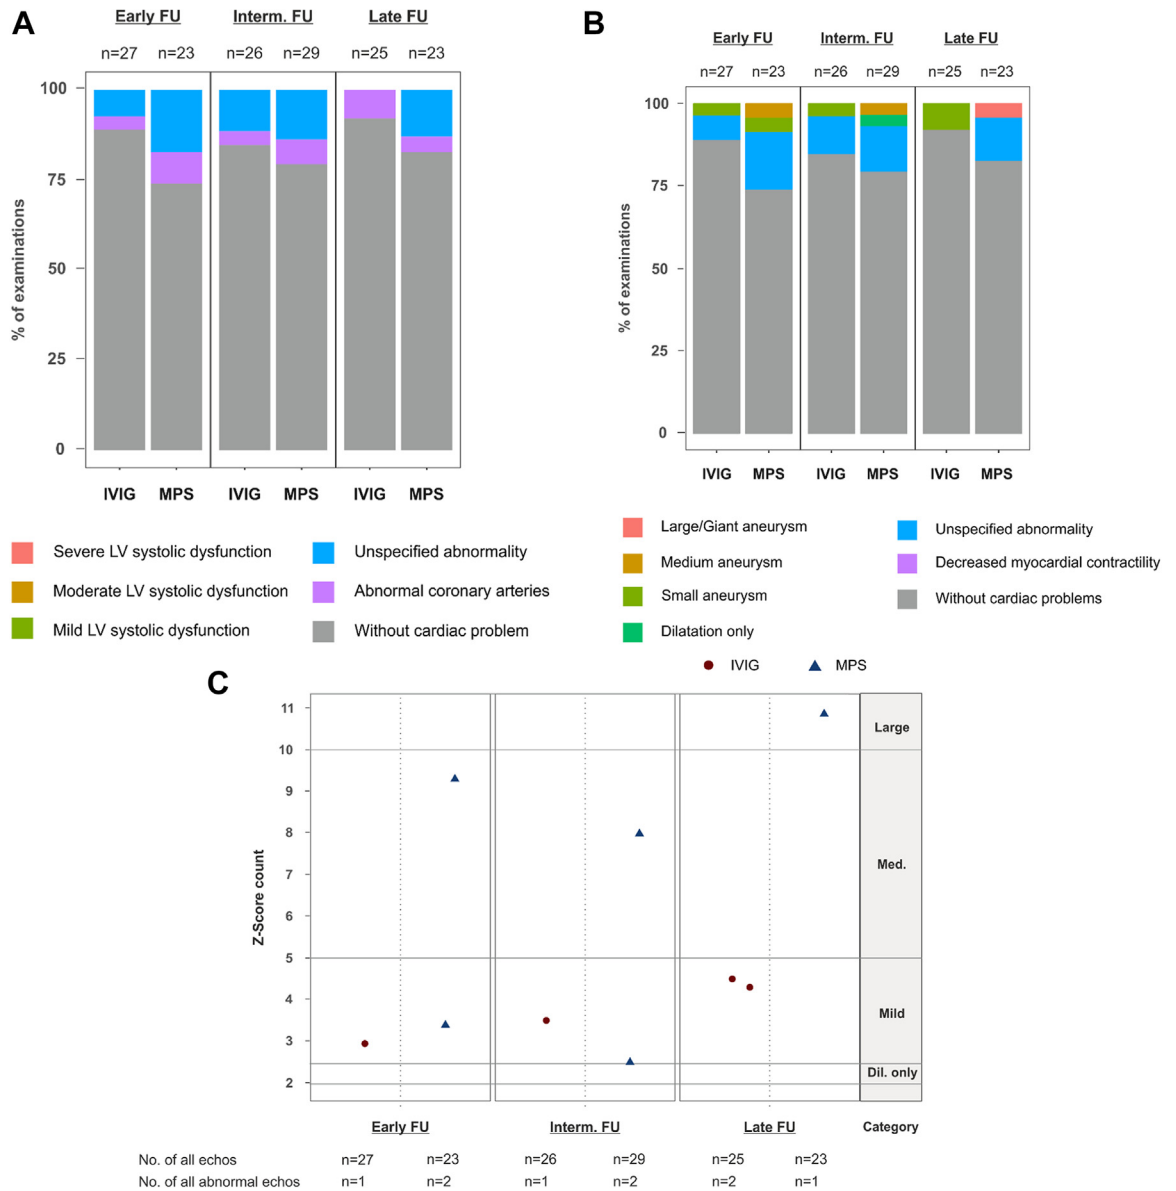 A
Early FU Interm. FU Late FU
n=27 n=23 n=26 n=29 n=25 n=23
100
75
50
25
0
% of examinations
IVIG MPS IVIG MPS IVIG MPS
Severe LV systolic dysfunction
Moderate LV systolic dysfunction
Mild LV systolic dysfunction
Unspecified abnormality
Abnormal coronary arteries
Without cardiac problem
B
Early FU Interm. FU Late FU
n=27 n=23 n=26 n=29 n=25 n=23
100
75
50
25
0
% of examinations
IVIG MPS IVIG MPS IVIG MPS
Large/Giant aneurysm
Medium aneurysm
Small aneurysm
Dilatation only
Unspecified abnormality
Decreased myocardial contractility
Without cardiac problems
C
IVIG MPS
11
10
9
8
7
6
5
4
3
2
Z-Score count
Large
Med.
Mild
Dil. only
Early FU Interm. FU Late FU Category
No. of all echos n=27 n=23 n=26 n=29 n=25 n=23
No. of all abnormal echos n=1 n=2 n=1 n=2 n=2 n=1